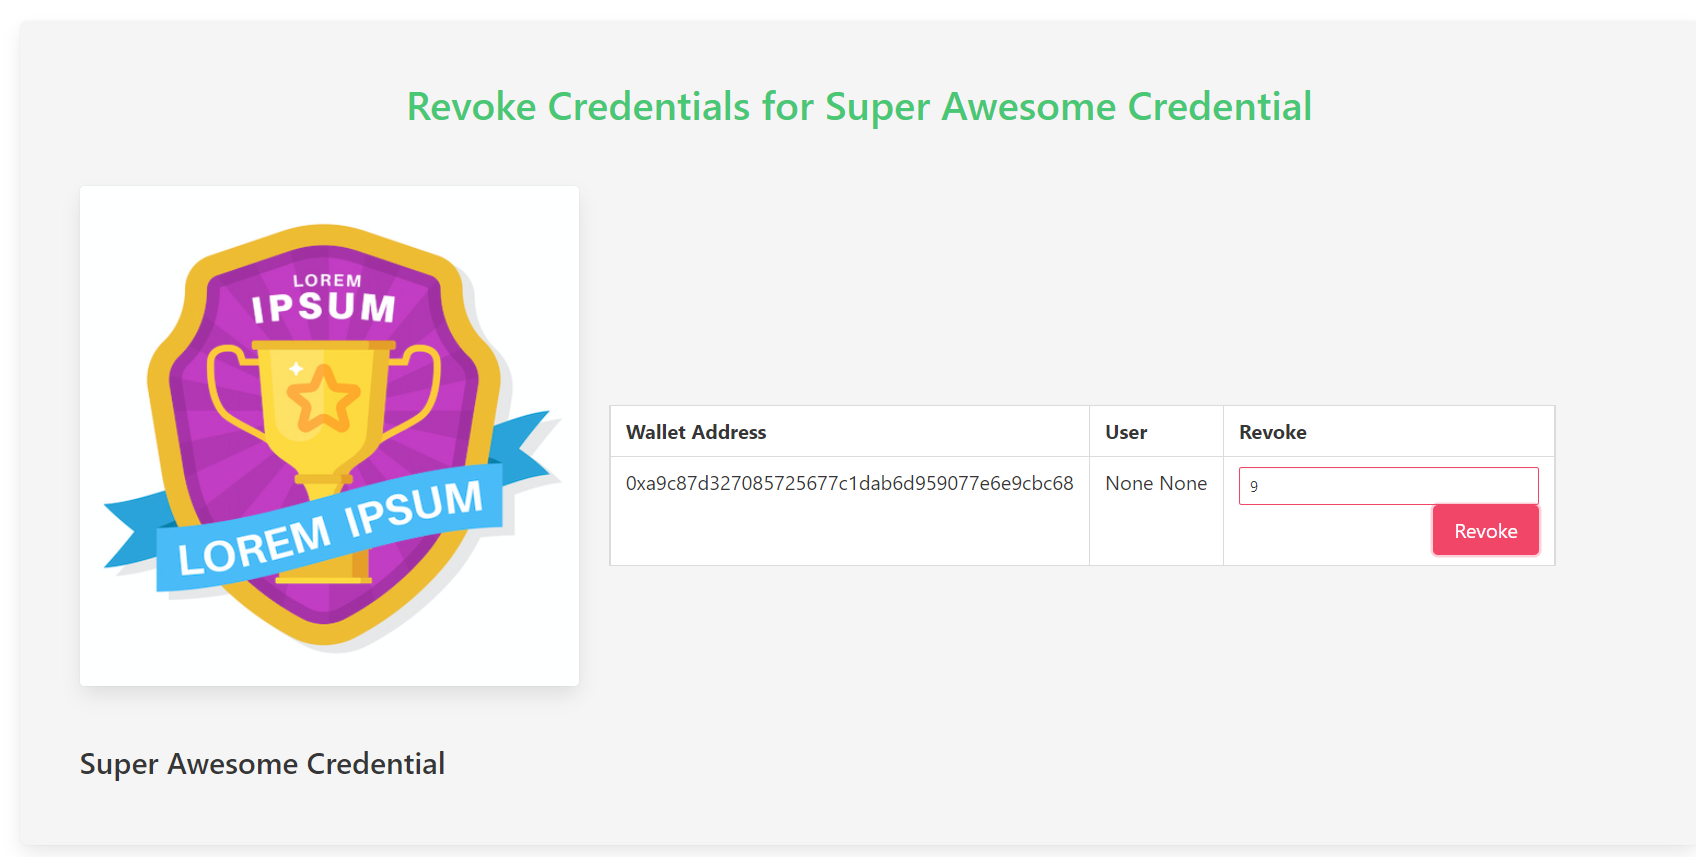 Revoke Credentials for Super Awesome Credential
LOREM
IPSUM
LOREM IPSUM
Wallet Address User Revoke
0xa9c87d327085725677c1dab6d959077e6e9cbc68 None None 9
Revoke
Super Awesome Credential